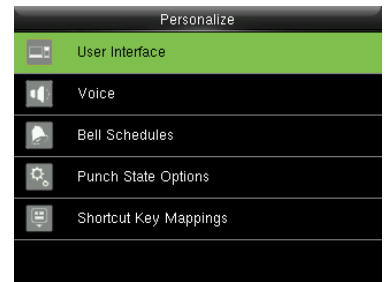 Personalize
User Interface
Voice
Bell Schedules
Punch State Options
Shortcut Key Mappings